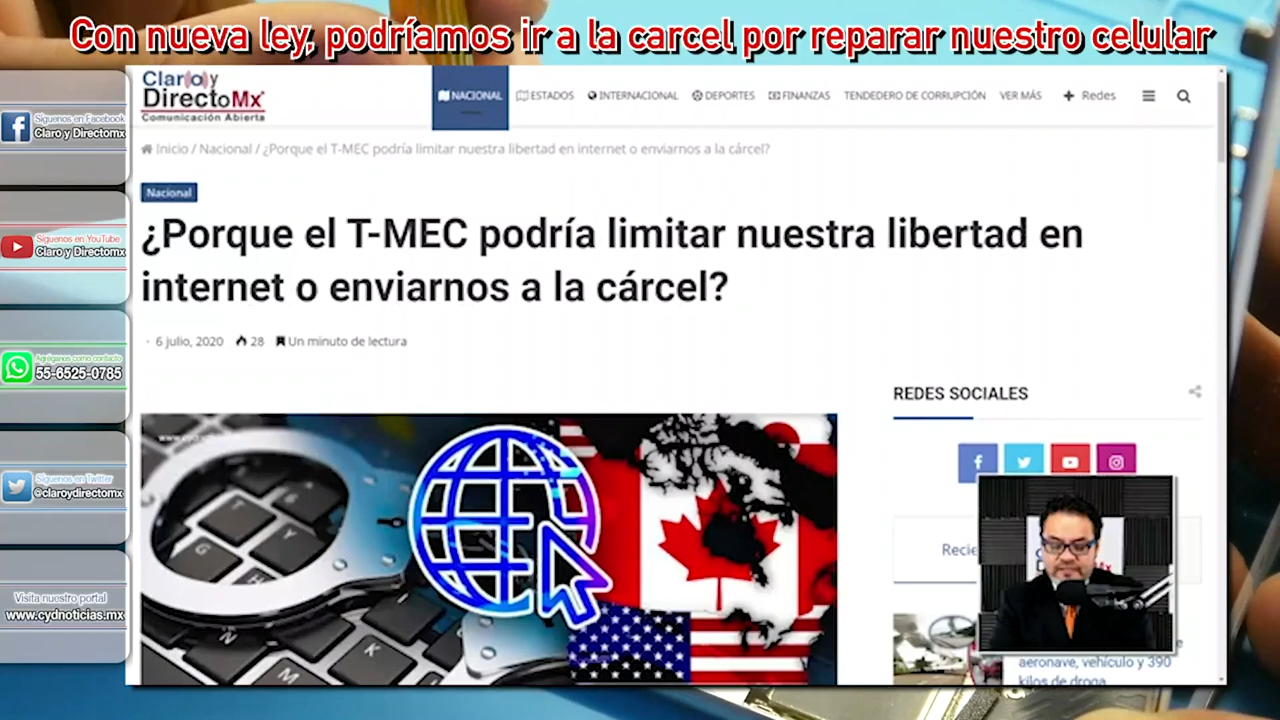 Con nueva ley, podríamos ir a la carcel por reparar nuestro celular
Claro y
DirectoMx
Comunicación Abierta
NACIONAL
ESTADOS
INTERNACIONAL
DEPORTES
FINANZAS
TENDEDERO DE CORRUPCIÓN
VER MÁS
Redes
Inicio / Nacional / ¿Porque el T-MEC podría limitar nuestra libertad en internet o enviarnos a la cárcel?
Nacional
¿Porque el T-MEC podría limitar nuestra libertad en
internet o enviarnos a la cárcel?
- 6 julio, 2020 28 Un minuto de lectura
REDES SOCIALES
Recie
aeronave, vehículo y 390
kilos de droga
Síguenos en Facebook
Claro y Directomx
Síguenos en YouTube
Claro y Directomx
Agréganos como contacto
55-6525-0785
Síguenos en Twitter
@claroydirectomx
Visita nuestro portal
www.cydnoticias.mx
T
Y
G
H
N
M
K